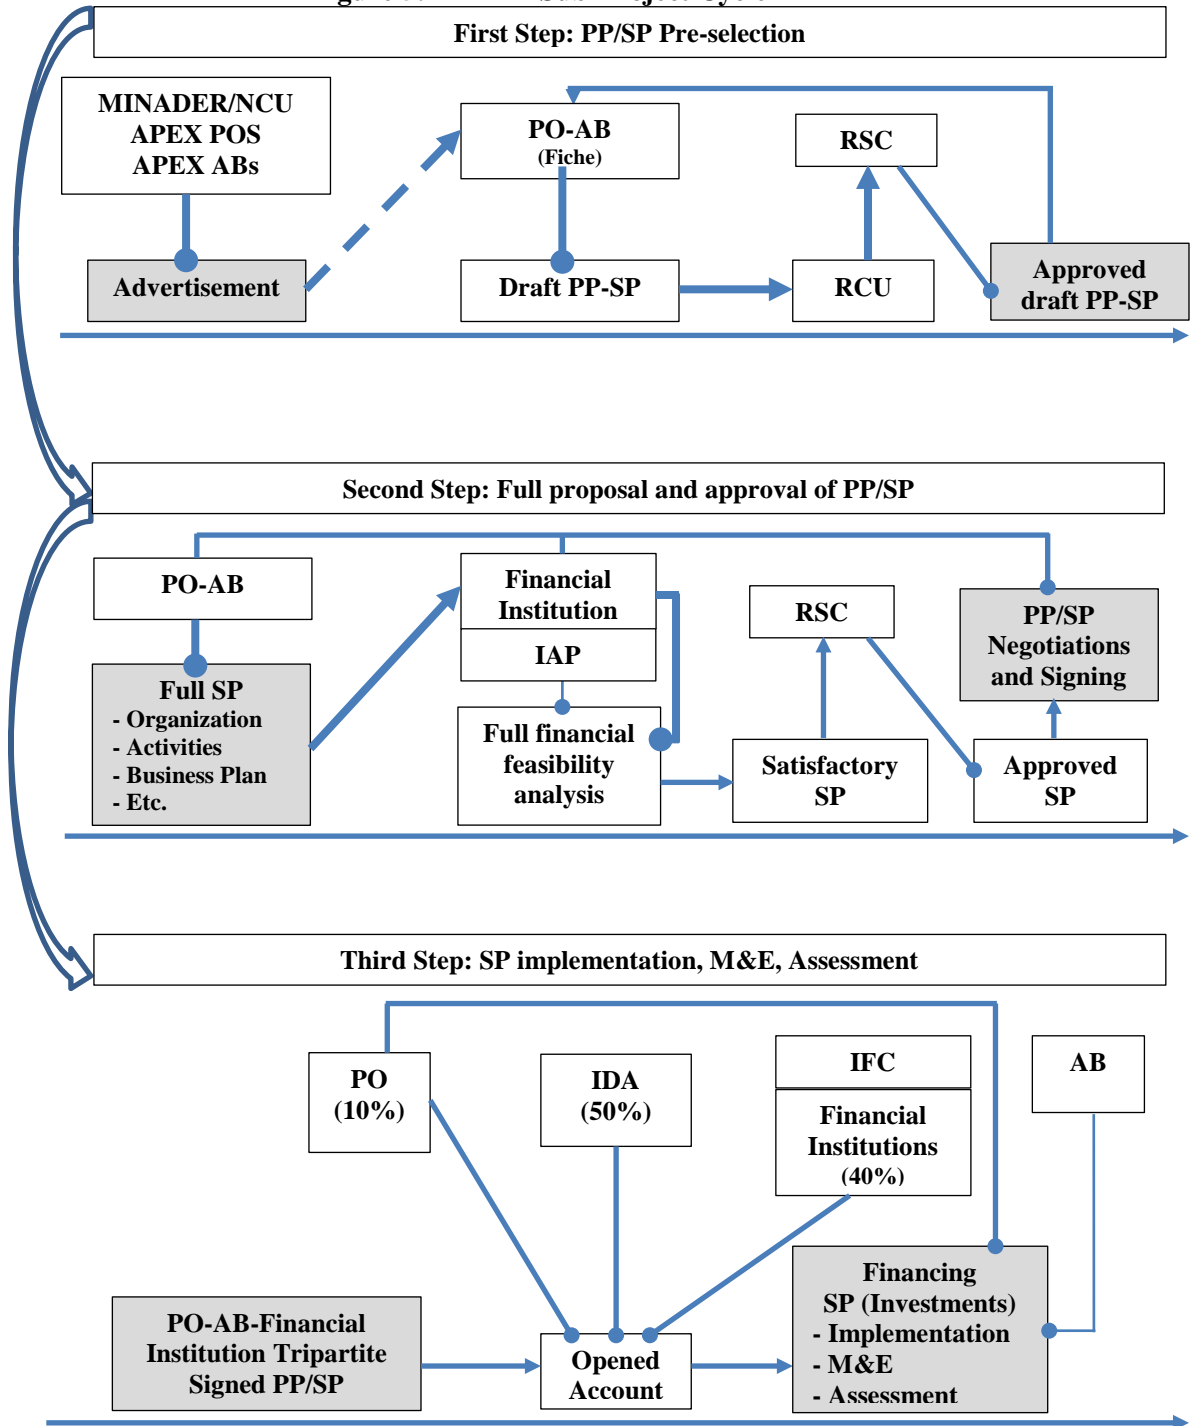 First Step: PP/SP Pre-selection
MINADER/NCU
APEX POS
APEX ABs
PO-AB
(Fiche)
RSC
Advertisement
Draft PP-SP
RCU
Approved
draft PP-SP
Second Step: Full proposal and approval of PP/SP
PO-AB
Financial
Institution
IAP
RSC
PP/SP
Negotiations
and Signing
Full SP
- Organization
- Activities
- Business Plan
- Etc.
Full financial
feasibility
analysis
Satisfactory
SP
Approved
SP
Third Step: SP implementation, M&E, Assessment
PO
(10%)
IDA
(50%)
IFC
Financial
Institutions
(40%)
AB
PO-AB-Financial
Institution Tripartite
Signed PP/SP
Opened
Account
Financing
SP (Investments)
- Implementation
- M&E
- Assessment